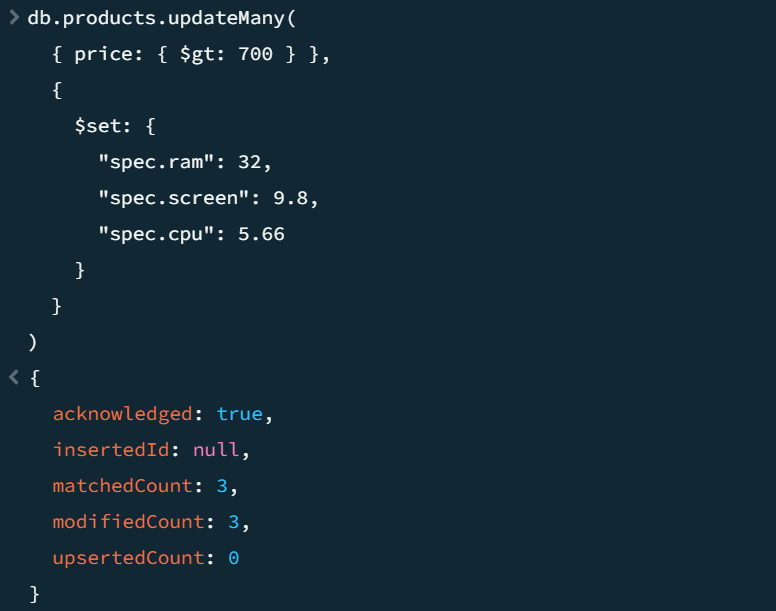 > db.products.updateMany(
{ price: { $gt: 700 } },
{
$set: {
"spec.ram": 32,
"spec.screen": 9.8,
"spec.cpu": 5.66
}
}
)
< {
acknowledged: true,
insertedId: null,
matchedCount: 3,
modifiedCount: 3,
upsertedCount: 0
}